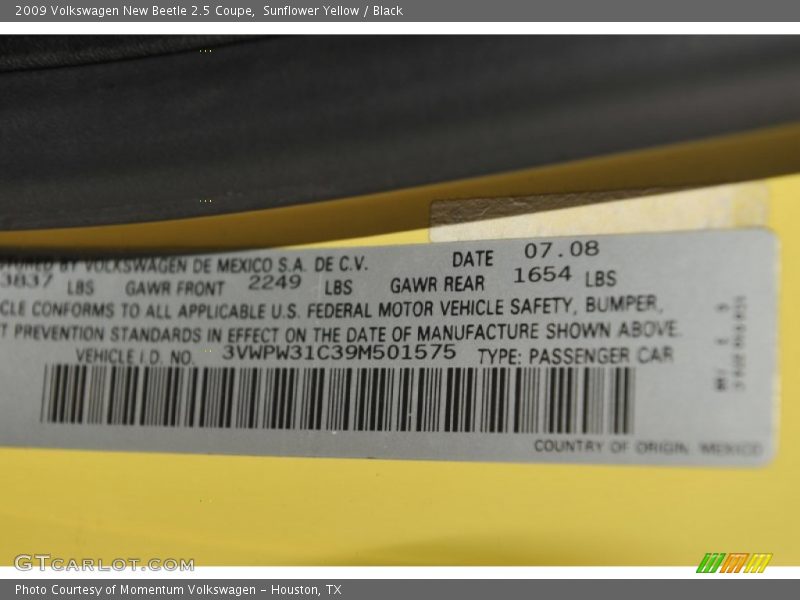 2009 Volkswagen New Beetle 2.5 Coupe, Sunflower Yellow / Black
BY VOLKSWAGEN DE MEXICO S.A. DE C.V. DATE 07.08
3837 LBS GAWR FRONT 2249 LBS GAWR REAR 1654 LBS
CLE CONFORMS TO ALL APPLICABLE U.S. FEDERAL MOTOR VEHICLE SAFETY, BUMPER,
T PREVENTION STANDARDS IN EFFECT ON THE DATE OF MANUFACTURE SHOWN ABOVE.
VEHICLE I.D. NO. 3VWPW31C39M501575 TYPE: PASSENGER CAR
COUNTRY OF ORIGIN MEXICO
GTCARLOT.COM
Photo Courtesy of Momentum Volkswagen - Houston, TX